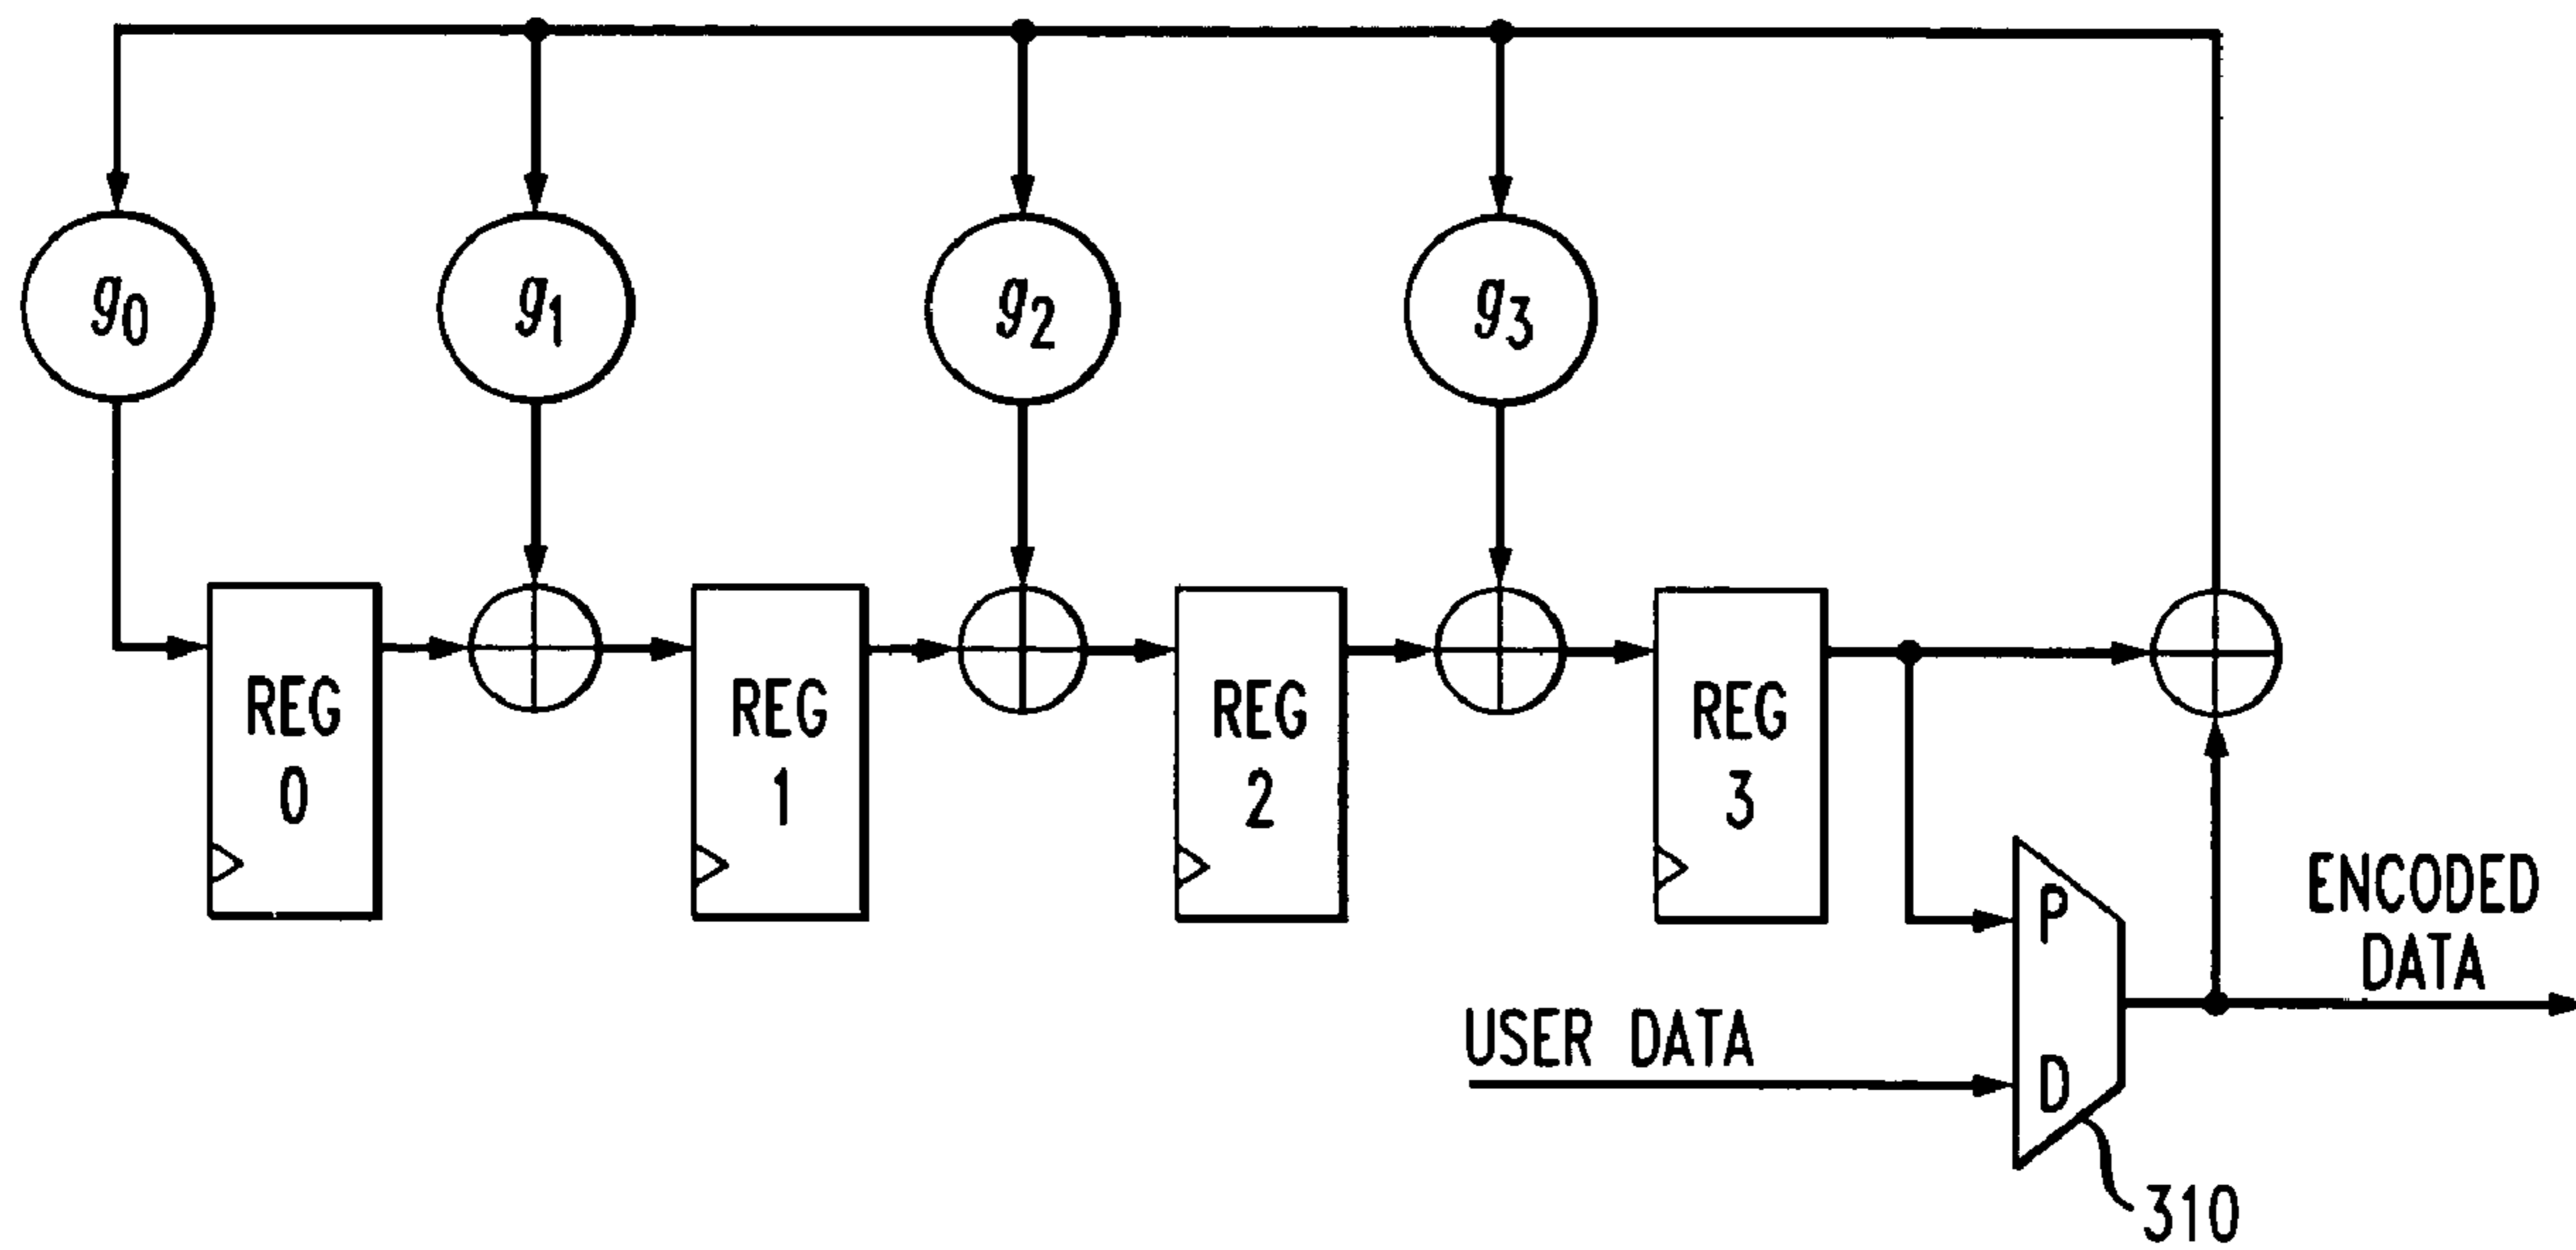 g0
g1
g2
g3
REG
0
REG
1
REG
2
REG
3
P
D
USER DATA
ENCODED
DATA
310